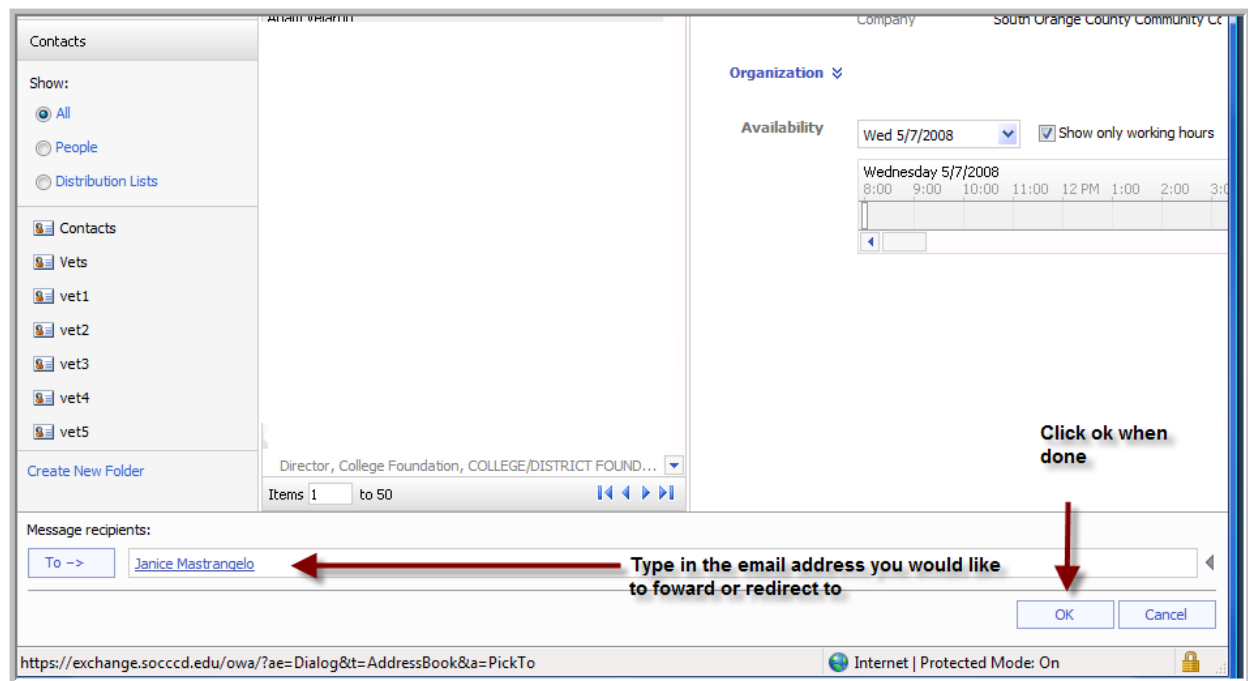 Contacts
Show:
All
People
Distribution Lists
Contacts
Vets
vet1
vet2
vet3
vet4
vet5
Create New Folder
Director, College Foundation, COLLEGE/DISTRICT FOUND...
Items 1 to 50
Company South Orange County Community Cc
Organization
Availability
Wed 5/7/2008
Show only working hours
Wednesday 5/7/2008
8:00 9:00 10:00 11:00 12 PM 1:00 2:00 3:0
Click ok when
done
Message recipients:
To -> Janice Mastrangelo
Type in the email address you would like
to foward or redirect to
OK Cancel
https://exchange.socccd.edu/owa/?ae=Dialog&t=AddressBook&a=PickTo
Internet | Protected Mode: On